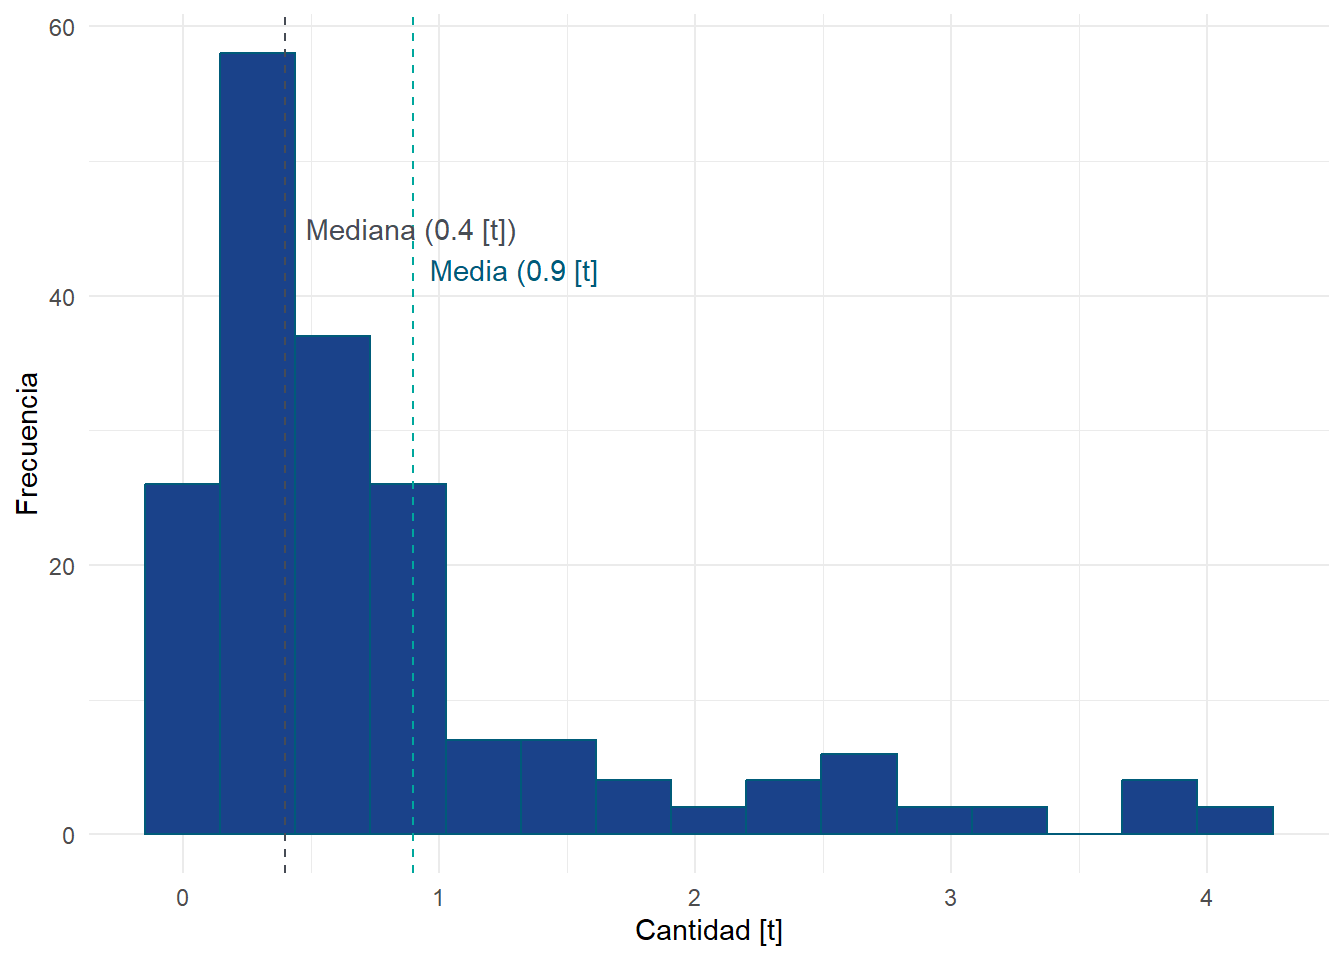 60
40
20
0
Frecuencia
Mediana (0.4 [t])
Media (0.9 [t]
0 1 2 3 4
Cantidad [t]